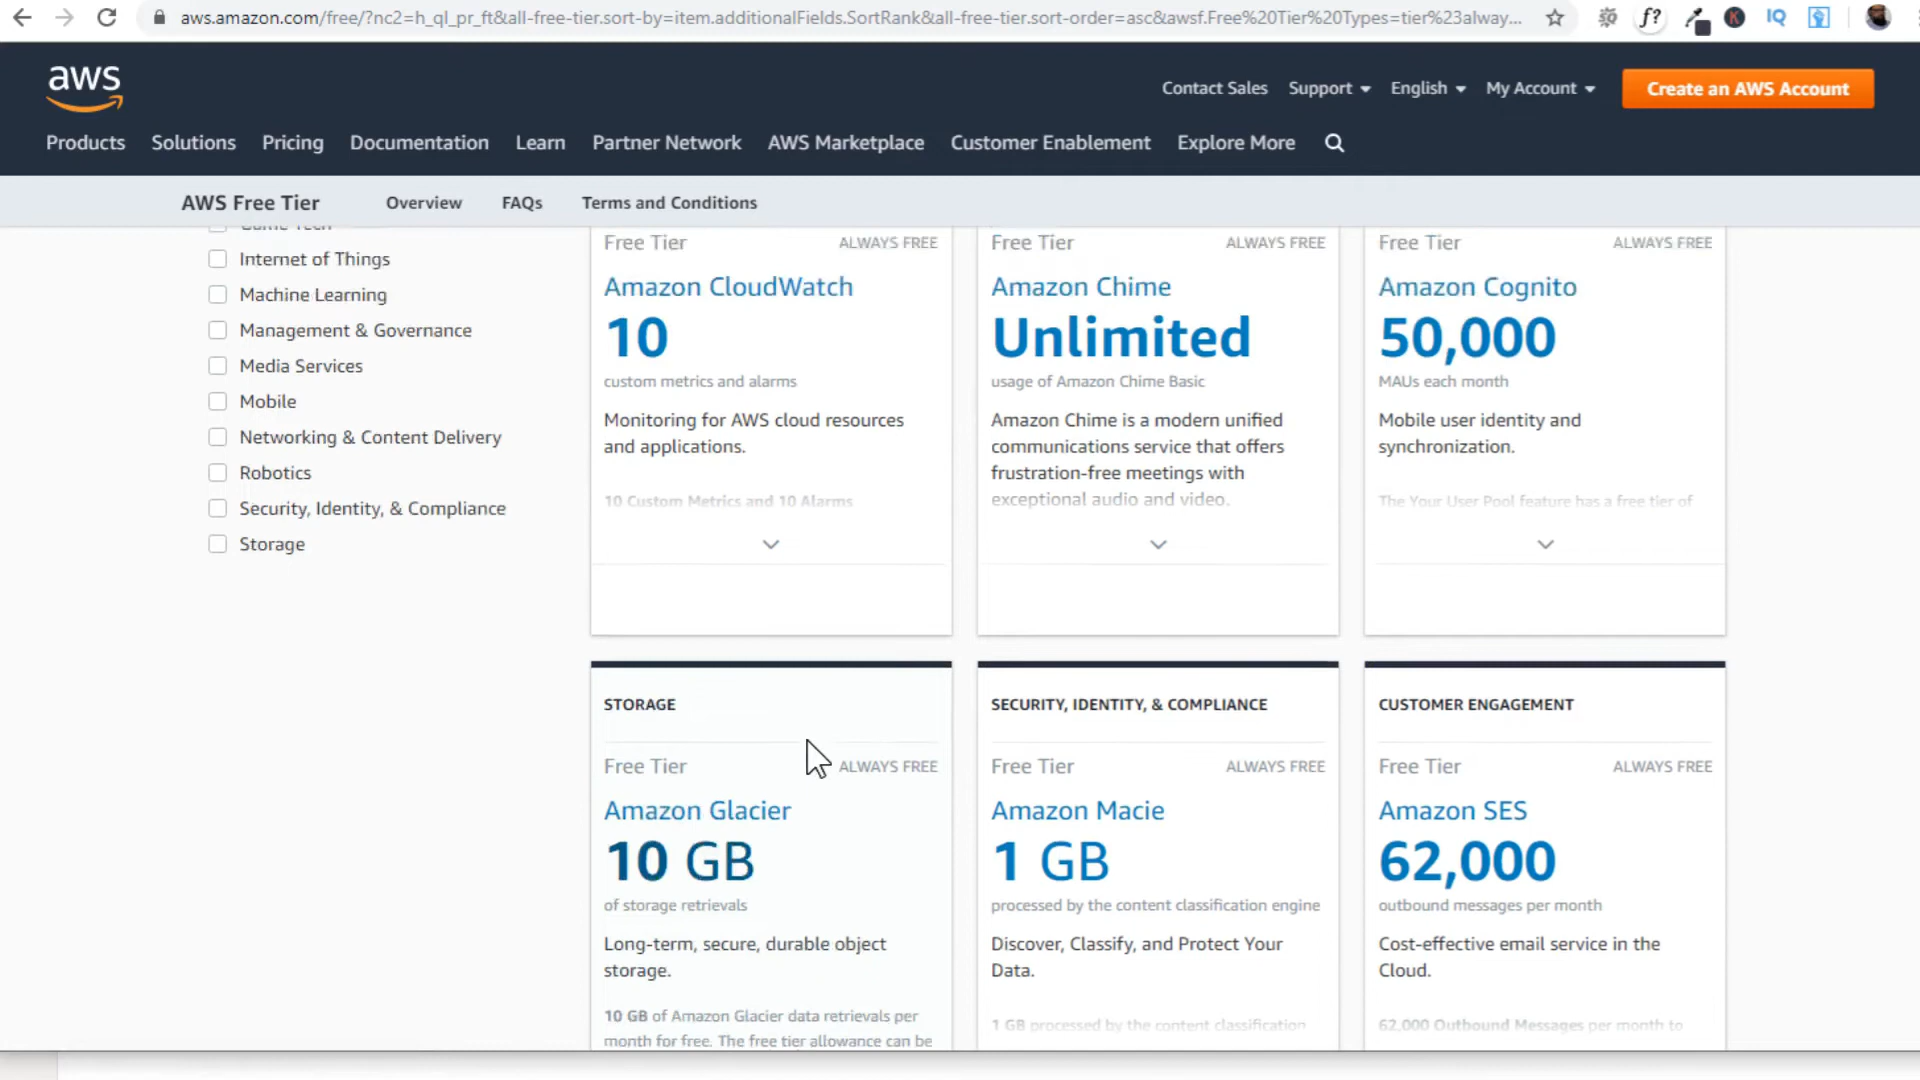 aws.amazon.com/free/?nc2=h_ql_pr_ft&all-free-tier.sort-by=item.additionalFields.SortRank&all-free-tier.sort-order=asc&awsf.Free%20Tier%20Types=tier%23alway...
f?
K
IQ
aws
Contact Sales Support English My Account Create an AWS Account
Products Solutions Pricing Documentation Learn Partner Network AWS Marketplace Customer Enablement Explore More
AWS Free Tier Overview FAQs Terms and Conditions
Game Tech
Internet of Things
Machine Learning
Management & Governance
Media Services
Mobile
Networking & Content Delivery
Robotics
Security, Identity, & Compliance
Storage
Free Tier ALWAYS FREE
Amazon CloudWatch
10
custom metrics and alarms
Monitoring for AWS cloud resources
and applications.
10 Custom Metrics and 10 Alarms
Free Tier ALWAYS FREE
Amazon Chime
Unlimited
usage of Amazon Chime Basic
Amazon Chime is a modern unified
communications service that offers
frustration-free meetings with
exceptional audio and video.
Free Tier ALWAYS FREE
Amazon Cognito
50,000
MAUs each month
Mobile user identity and
synchronization.
The Your User Pool feature has a free tier of
STORAGE
Free Tier ALWAYS FREE
Amazon Glacier
10 GB
of storage retrievals
Long-term, secure, durable object
storage.
10 GB of Amazon Glacier data retrievals per
month for free. The free tier allowance can be
SECURITY, IDENTITY, & COMPLIANCE
Free Tier ALWAYS FREE
Amazon Macie
1 GB
processed by the content classification engine
Discover, Classify, and Protect Your
Data.
1 GB processed by the content classification
CUSTOMER ENGAGEMENT
Free Tier ALWAYS FREE
Amazon SES
62,000
outbound messages per month
Cost-effective email service in the
Cloud.
62,000 Outbound Messages per month to